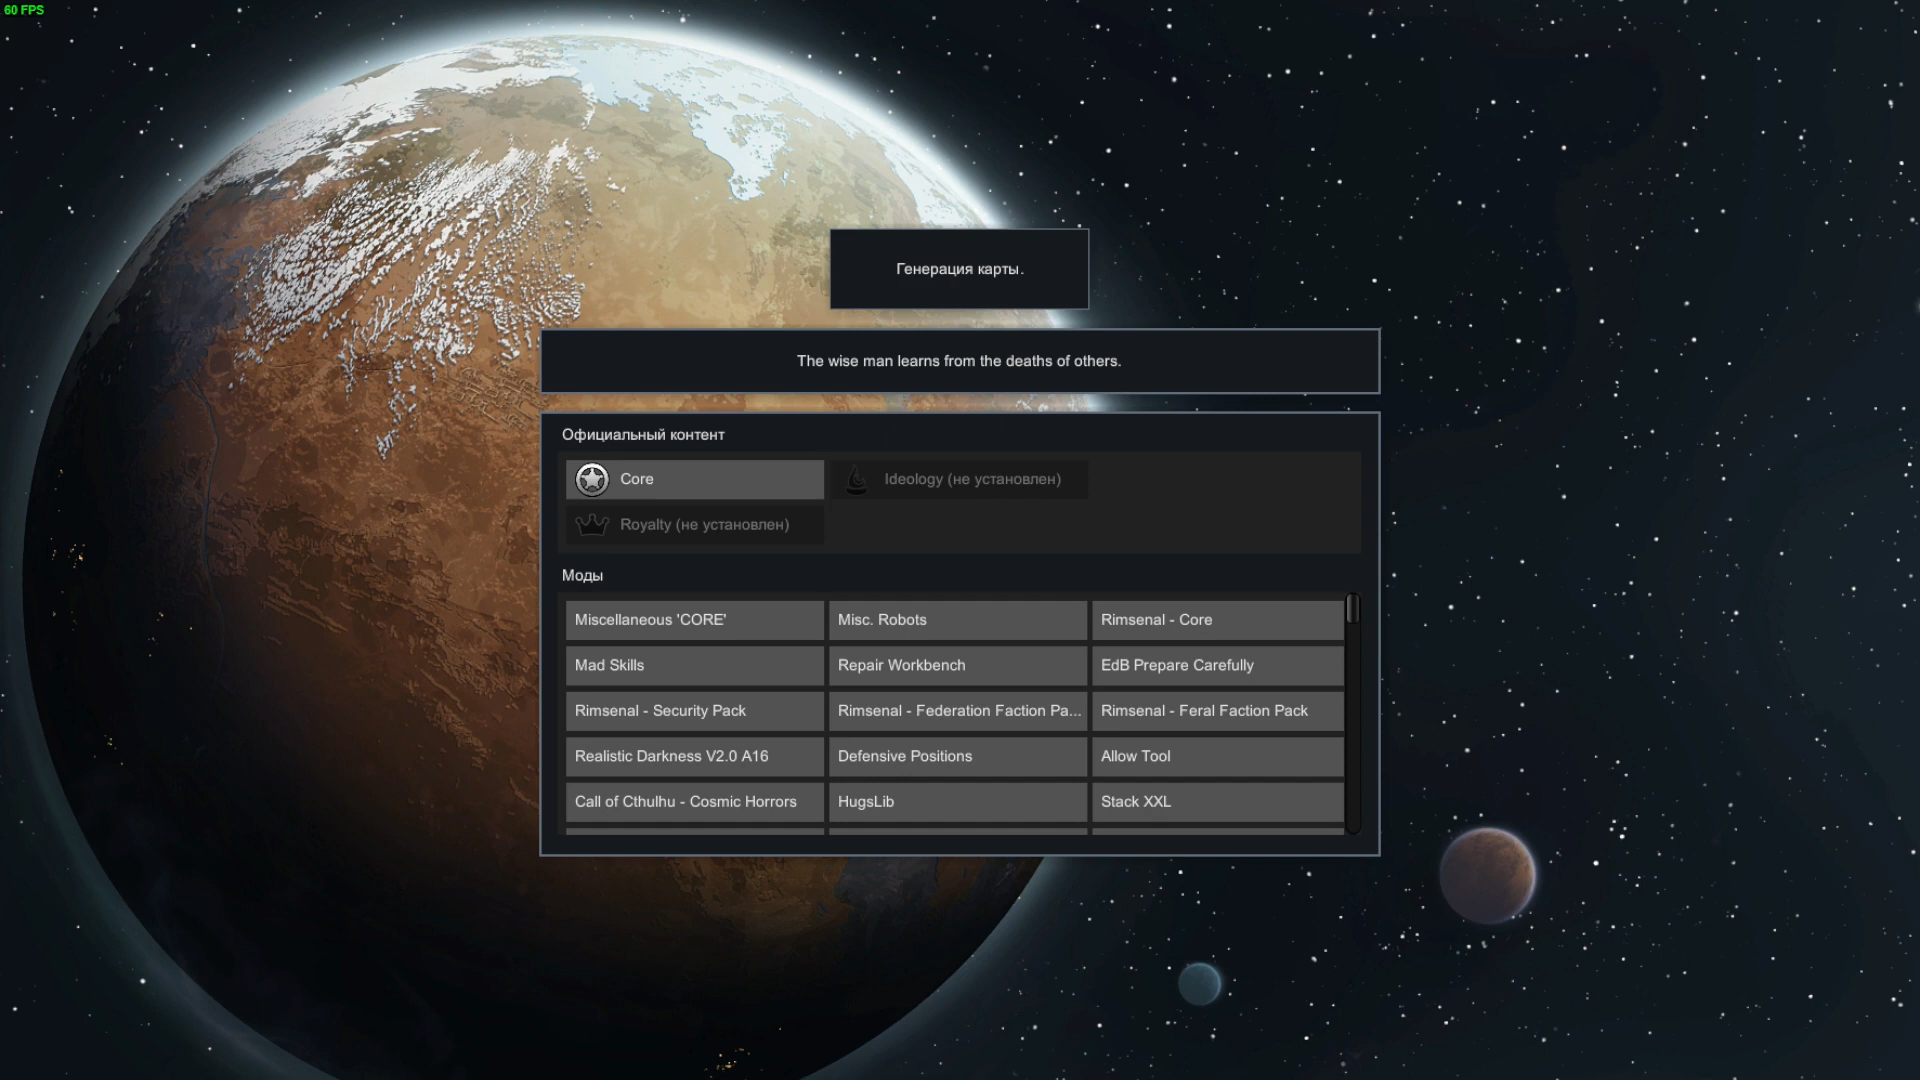 60 FPS
Генерация карты.
The wise man learns from the deaths of others.
Официальный контент
Core
Ideology (не установлен)
Royalty (не установлен)
Моды
Miscellaneous 'CORE'
Misc. Robots
Rimsenal - Core
Mad Skills
Repair Workbench
EdB Prepare Carefully
Rimsenal - Security Pack
Rimsenal - Federation Faction Pa...
Rimsenal - Feral Faction Pack
Realistic Darkness V2.0 A16
Defensive Positions
Allow Tool
Call of Cthulhu - Cosmic Horrors
HugsLib
Stack XXL